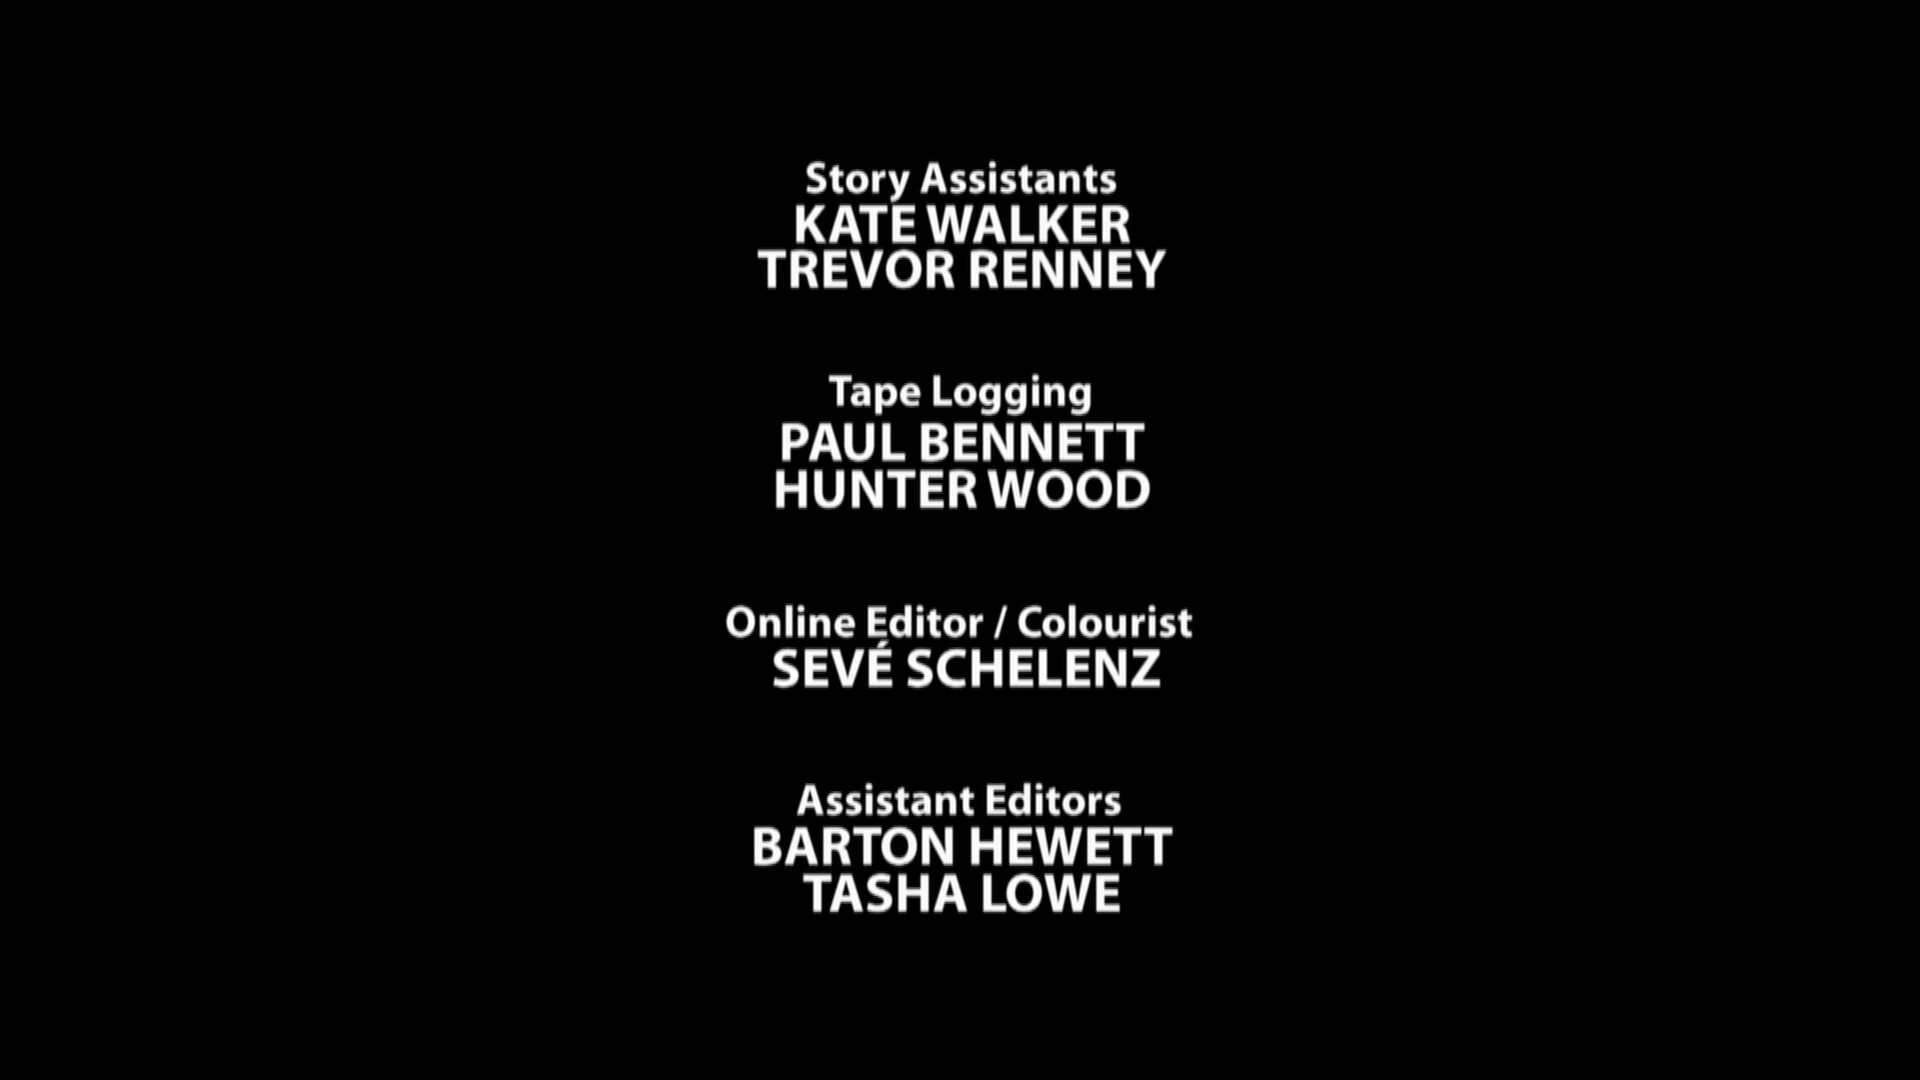 Story Assistants
KATE WALKER
TREVOR RENNEY
Tape Logging
PAUL BENNETT
HUNTER WOOD
Online Editor / Colourist
SEVÉ SCHELENZ
Assistant Editors
BARTON HEWETT
TASHA LOWE